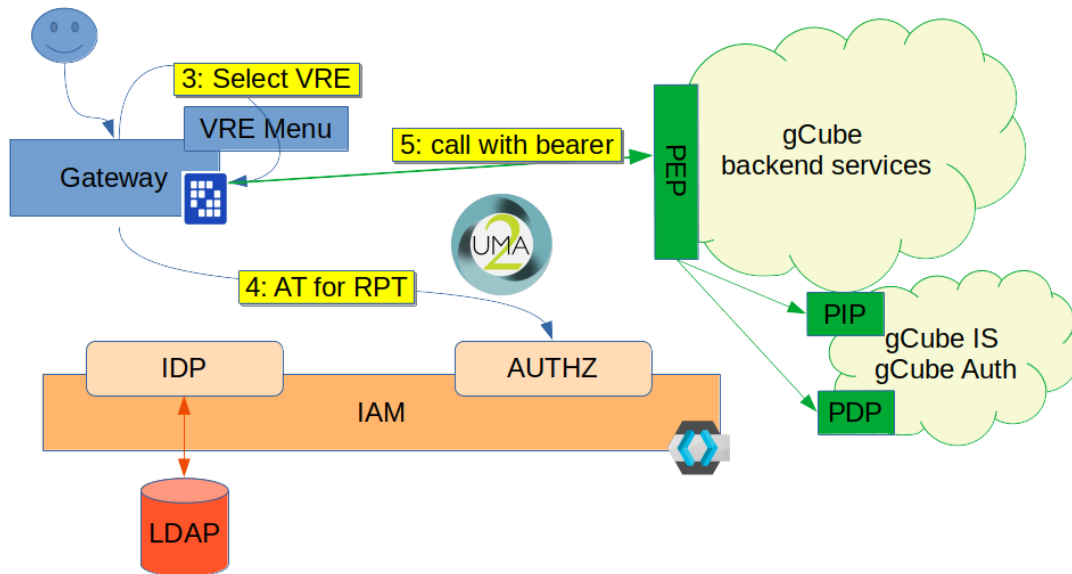 3: Select VRE
VRE Menu
Gateway
5: call with bearer
PEP
gCube
backend services
UMA
2
4: AT for RPT
PIP
gCube IS
gCube Auth
PDP
IDP
AUTHZ
IAM
LDAP